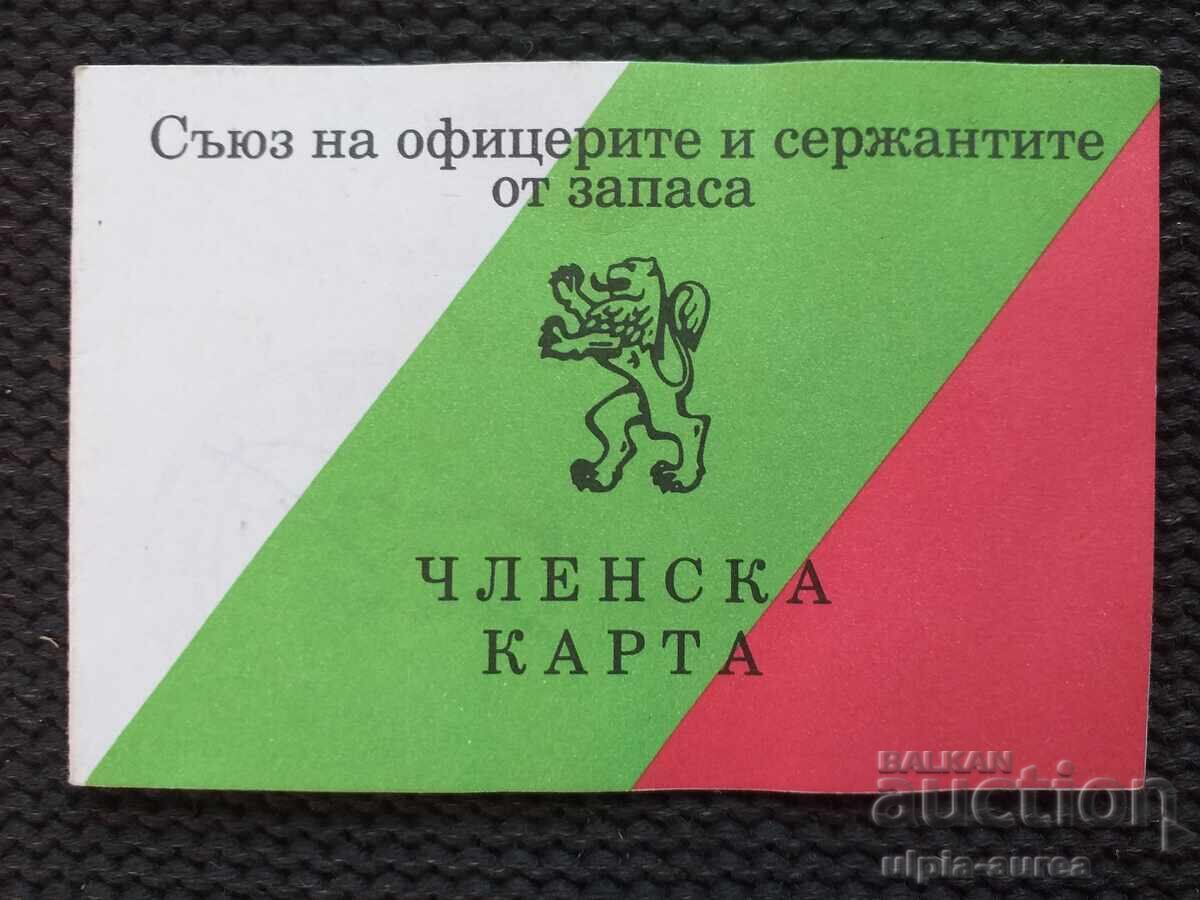 Съюз на офицерите и сержантите
от запаса
ЧЛЕНСКА
КАРТА
BALKAN
auction
ulpia-aurea